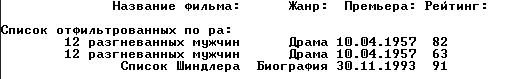 Название фильма: Жанр: Премьера: Рейтинг:
Список отфильтрованных по ра:
12 разгневанных мужчин Драма 10.04.1957 82
12 разгневанных мужчин Драма 10.04.1957 63
Список Шиндлера Биография 30.11.1993 91